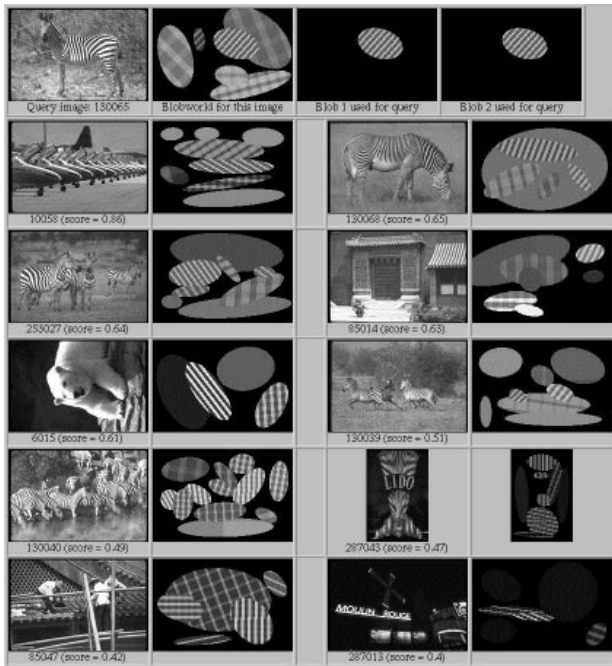 Query image: 130065
Blobworld for this image
Blob 1 used for query
Blob 2 used for query
10058 (score = 0.86)
130068 (score = 0.65)
253027 (score = 0.64)
85014 (score = 0.63)
6015 (score = 0.61)
130039 (score = 0.51)
LIDO
130040 (score = 0.49)
287043 (score = 0.47)
MOULIN ROUGE
85047 (score = 0.42)
287013 (score = 0.4)